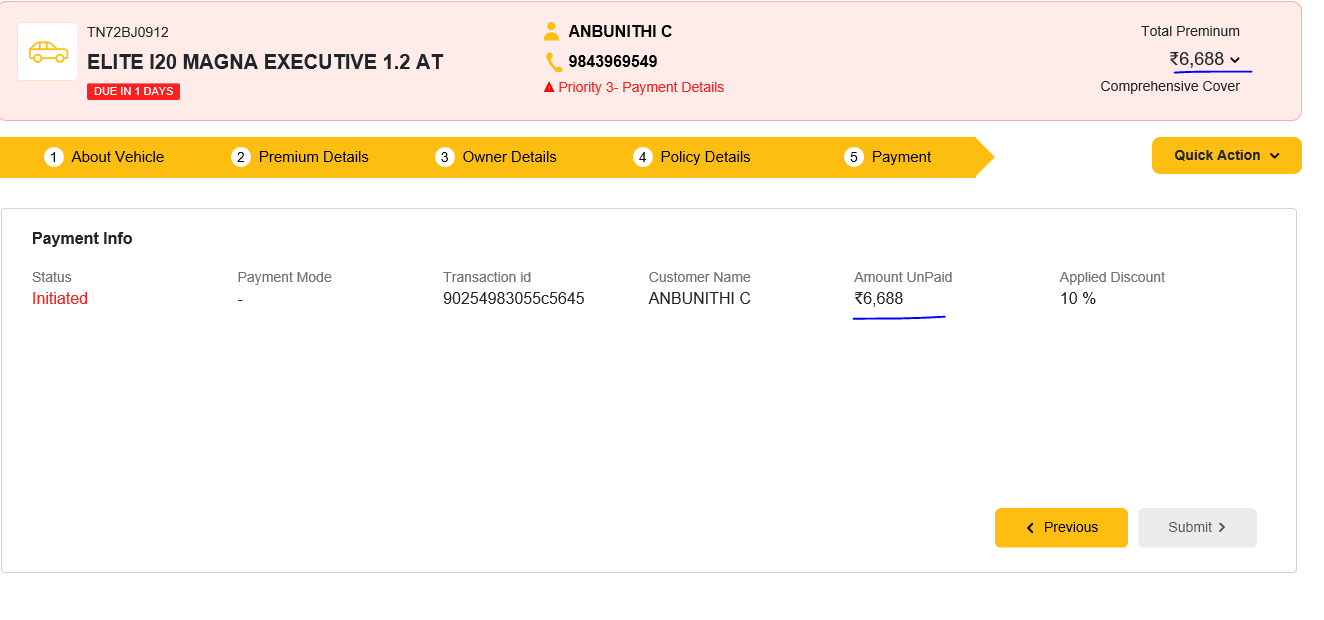 TN72BJ0912
ELITE I20 MAGNA EXECUTIVE 1.2 AT
DUE IN 1 DAYS
ANBUNITHI C
9843969549
Priority 3- Payment Details
Total Preminum
₹6,688
Comprehensive Cover
1 About Vehicle 2 Premium Details 3 Owner Details 4 Policy Details 5 Payment
Quick Action
Payment Info
Status Payment Mode Transaction id Customer Name Amount UnPaid Applied Discount
Initiated - 90254983055c5645 ANBUNITHI C ₹6,688 10 %
Previous Submit